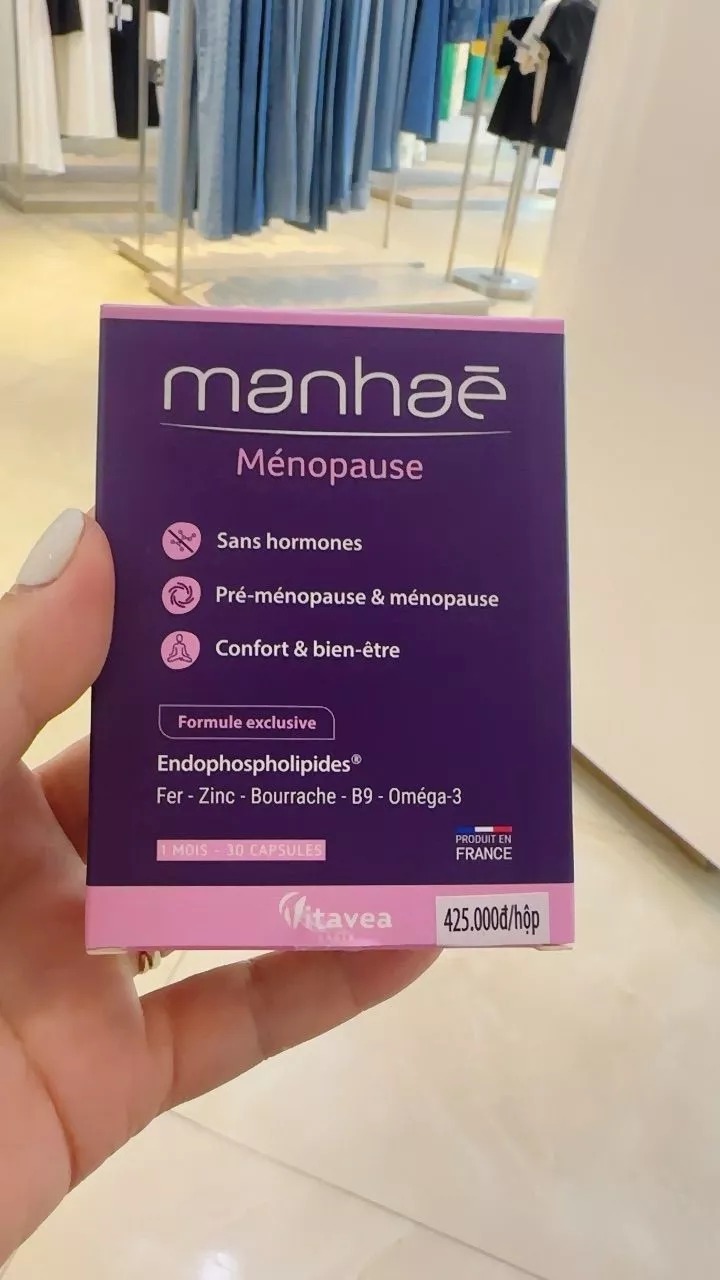 manhaē
Ménopause
Sans hormones
Pré-ménopause & ménopause
Confort & bien-être
Formule exclusive
Endophospholipides®
Fer - Zinc - Bourrache - B9 - Oméga-3
1 MOIS - 30 CAPSULES
PRODUIT EN
FRANCE
Vitavea
425.000đ/hộp